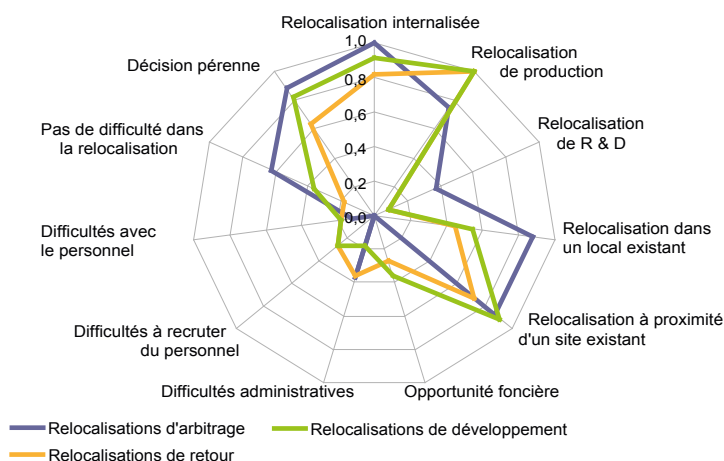 Relocalisation internalisée
1,0
0,8
0,6
0,4
0,2
0,0
Relocalisation
de production
Relocalisation
de R & D
Relocalisation dans
un local existant
Relocalisation à proximité
d'un site existant
Opportunité foncière
Difficultés administratives
Difficultés à recruter
du personnel
Difficultés avec
le personnel
Pas de difficulté dans
la relocalisation
Décision pérenne
Relocalisations d'arbitrage
Relocalisations de développement
Relocalisations de retour